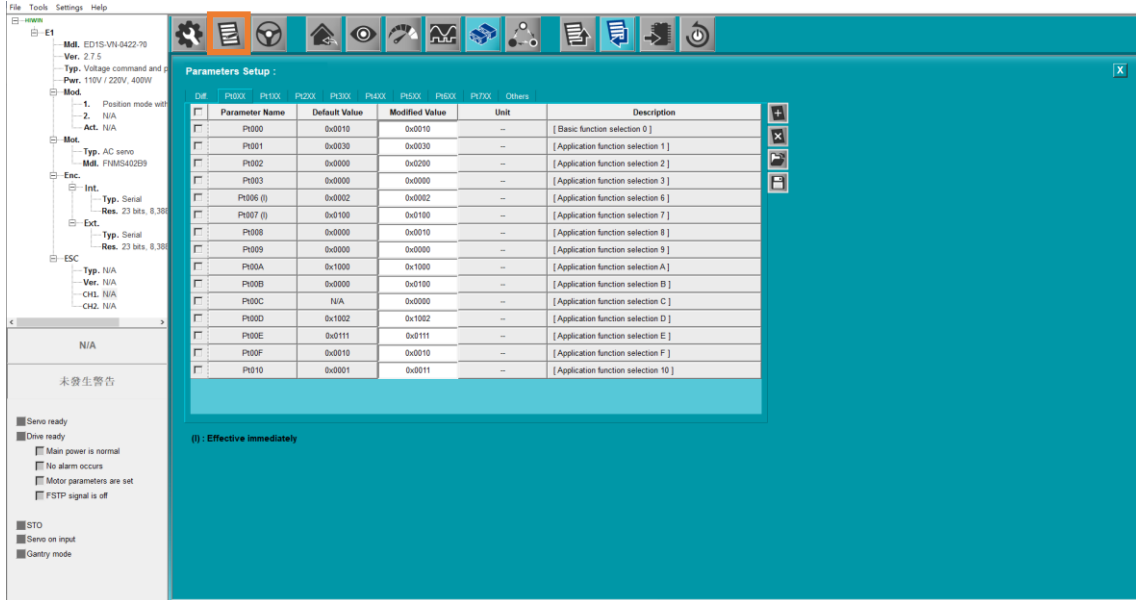 File Tools Settings Help
HIWIN
E1
Mdl. ED1S-VN-0422-?0
Ver. 2.7.5
Typ. Voltage command and p
Pwr. 110V / 220V, 400W
Mod.
1. Position mode with
2. N/A
Act. N/A
Mot.
Typ. AC servo
Mdl. FNMS402B9
Enc.
Int.
Typ. Serial
Res. 23 bits, 8,388
Ext.
Typ. Serial
Res. 23 bits, 8,388
ESC
Typ. N/A
Ver. N/A
CH1. N/A
CH2. N/A
N/A
未發生警告
Servo ready
Drive ready
Main power is normal
No alarm occurs
Motor parameters are set
FSTP signal is off
STO
Servo on input
Gantry mode
Parameters Setup :
X
Diff. Pt0XX Pt1XX Pt2XX Pt3XX Pt4XX Pt5XX Pt6XX Pt7XX Others
Parameter Name Default Value Modified Value Unit Description
Pt000 0x0010 0x0010 -- [ Basic function selection 0 ]
Pt001 0x0030 0x0030 -- [ Application function selection 1 ]
Pt002 0x0000 0x0200 -- [ Application function selection 2 ]
Pt003 0x0000 0x0000 -- [ Application function selection 3 ]
Pt006 (I) 0x0002 0x0002 -- [ Application function selection 6 ]
Pt007 (I) 0x0100 0x0100 -- [ Application function selection 7 ]
Pt008 0x0000 0x0010 -- [ Application function selection 8 ]
Pt009 0x0000 0x0000 -- [ Application function selection 9 ]
Pt00A 0x1000 0x1000 -- [ Application function selection A ]
Pt00B 0x0000 0x0100 -- [ Application function selection B ]
Pt00C N/A 0x0000 -- [ Application function selection C ]
Pt00D 0x1002 0x1002 -- [ Application function selection D ]
Pt00E 0x0111 0x0111 -- [ Application function selection E ]
Pt00F 0x0010 0x0010 -- [ Application function selection F ]
Pt010 0x0001 0x0011 -- [ Application function selection 10 ]
(I) : Effective immediately